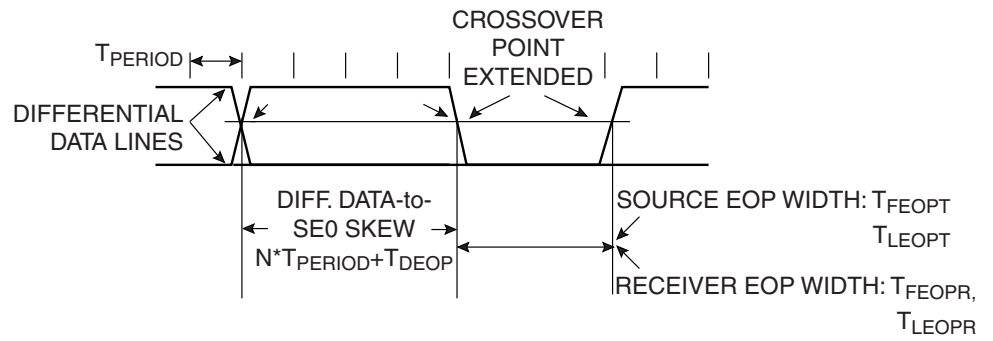 CROSSOVER
POINT
EXTENDED
TPERIOD
DIFFERENTIAL
DATA LINES
DIFF. DATA-to-
SE0 SKEW
N*TPERIOD+TDEOP
SOURCE EOP WIDTH: TFEOPT
TLEOPT
RECEIVER EOP WIDTH: TFEOPR,
TLEOPR